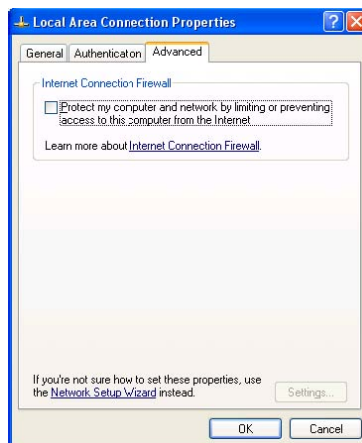 Local Area Connection Properties
General Authentication Advanced
Internet Connection Firewall
Protect my computer and network by limiting or preventing
access to this computer from the Internet
Learn more about Internet Connection Firewall.
If you're not sure how to set these properties, use
the Network Setup Wizard instead.
Settings...
OK Cancel